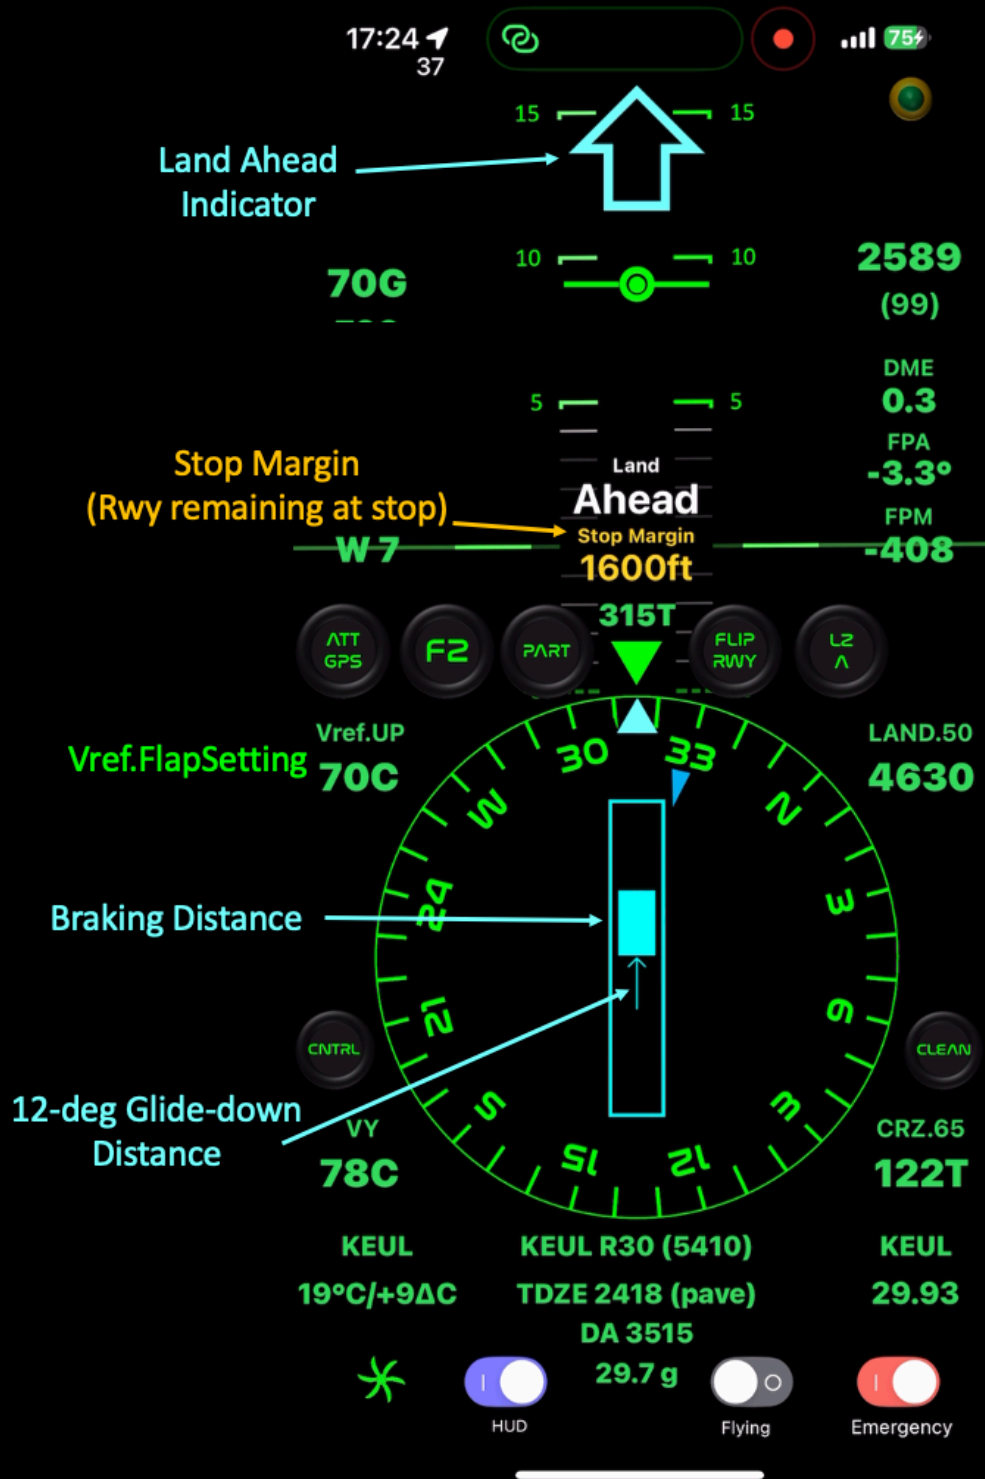 17:24
37
75
15 15
Land Ahead
Indicator
10 10
70G
2589
(99)
DME
0.3
5 5
FPA
-3.3°
Stop Margin
(Rwy remaining at stop)
Land
Ahead
Stop Margin
1600ft
FPM
-408
W 7
315T
ATT
GPS
F2
PART
FLIP
RWY
LZ
Λ
Vref.FlapSetting
Vref.UP
70C
LAND.50
4630
30
33
N
3
6
W
24
21
S
15
12
E
Braking Distance
CNTRL
CLEAN
12-deg Glide-down
Distance
VY
78C
CRZ.65
122T
KEUL KEUL R30 (5410) KEUL
19°C/+9ΔC TDZE 2418 (pave) 29.93
DA 3515
29.7 g
HUD Flying Emergency